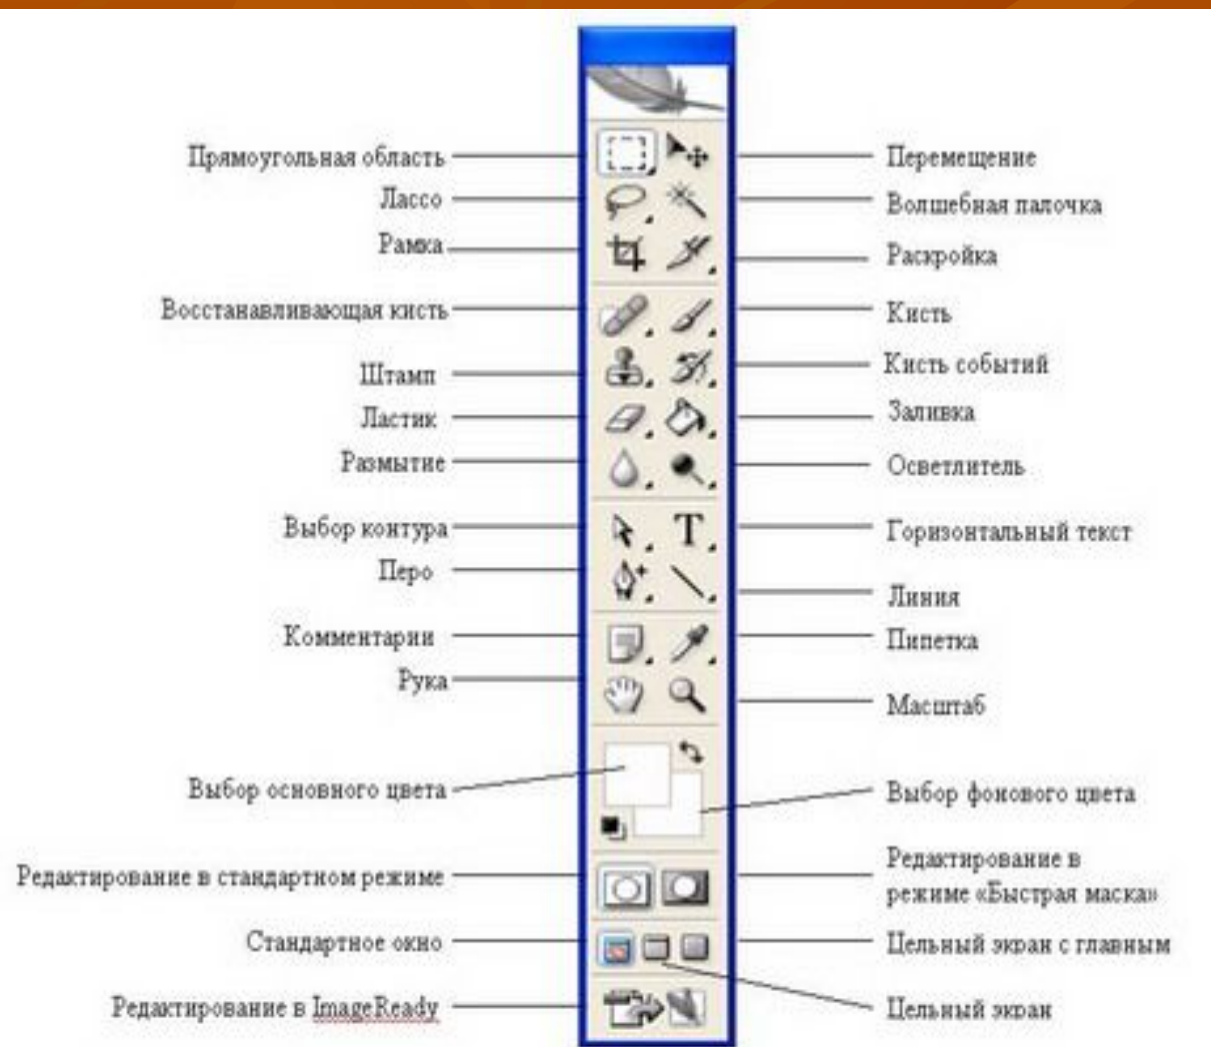 Прямоугольная область
Перемещение
Лассо
Волшебная палочка
Рамка
Раскройка
Восстанавливающая кисть
Кисть
Штамп
Кисть событий
Ластик
Заливка
Размытие
Осветлитель
Выбор контура
Горизонтальный текст
Перо
Линия
Комментарии
Пипетка
Рука
Масштаб
Выбор основного цвета
Выбор фонового цвета
Редактирование в стандартном режиме
Редактирование в
режиме «Быстрая маска»
Стандартное окно
Цельный экран с главным
Редактирование в ImageReady
Цельный экран
T